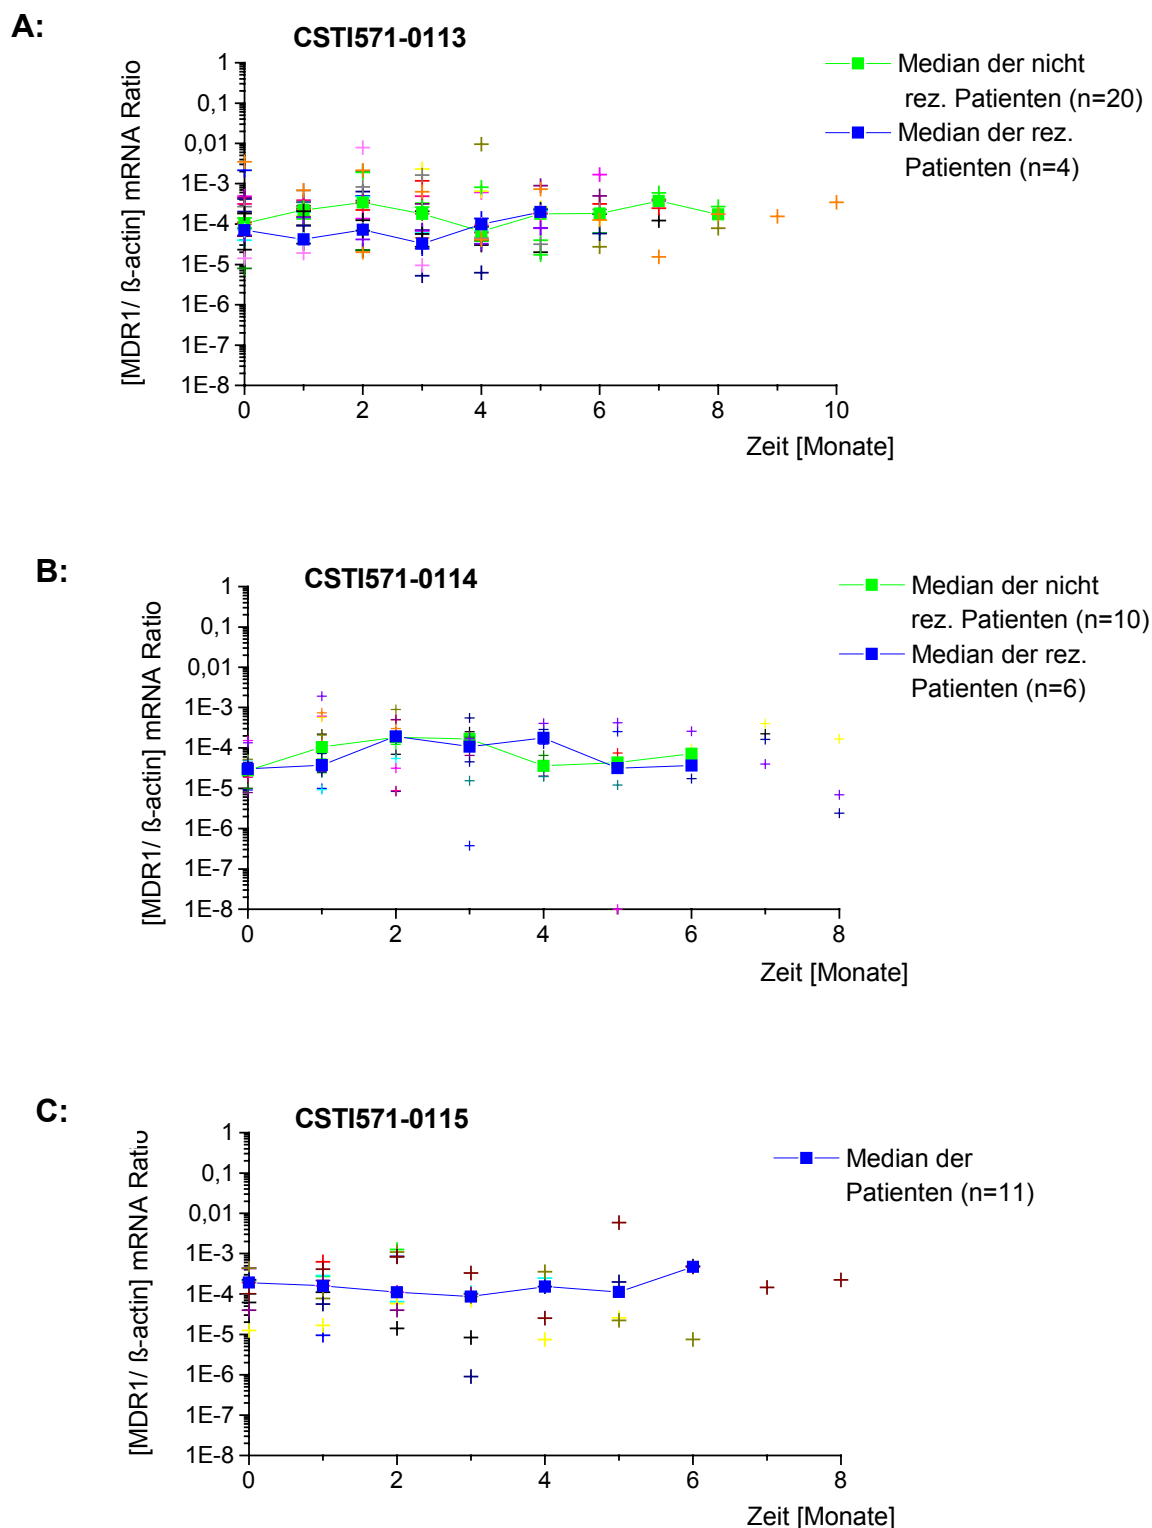 A:
CSTI571-0113
[MDR1/ ß-actin] mRNA Ratio
1
0,1
0,01
1E-3
1E-4
1E-5
1E-6
1E-7
1E-8
0
2
4
6
8
10
Zeit [Monate]
Median der nicht
rez. Patienten (n=20)
Median der rez.
Patienten (n=4)
B:
CSTI571-0114
[MDR1/ ß-actin] mRNA Ratio
1
0,1
0,01
1E-3
1E-4
1E-5
1E-6
1E-7
1E-8
0
2
4
6
8
Zeit [Monate]
Median der nicht
rez. Patienten (n=10)
Median der rez.
Patienten (n=6)
C:
CSTI571-0115
[MDR1/ ß-actin] mRNA Ratio
1
0,1
0,01
1E-3
1E-4
1E-5
1E-6
1E-7
1E-8
0
2
4
6
8
Zeit [Monate]
Median der
Patienten (n=11)